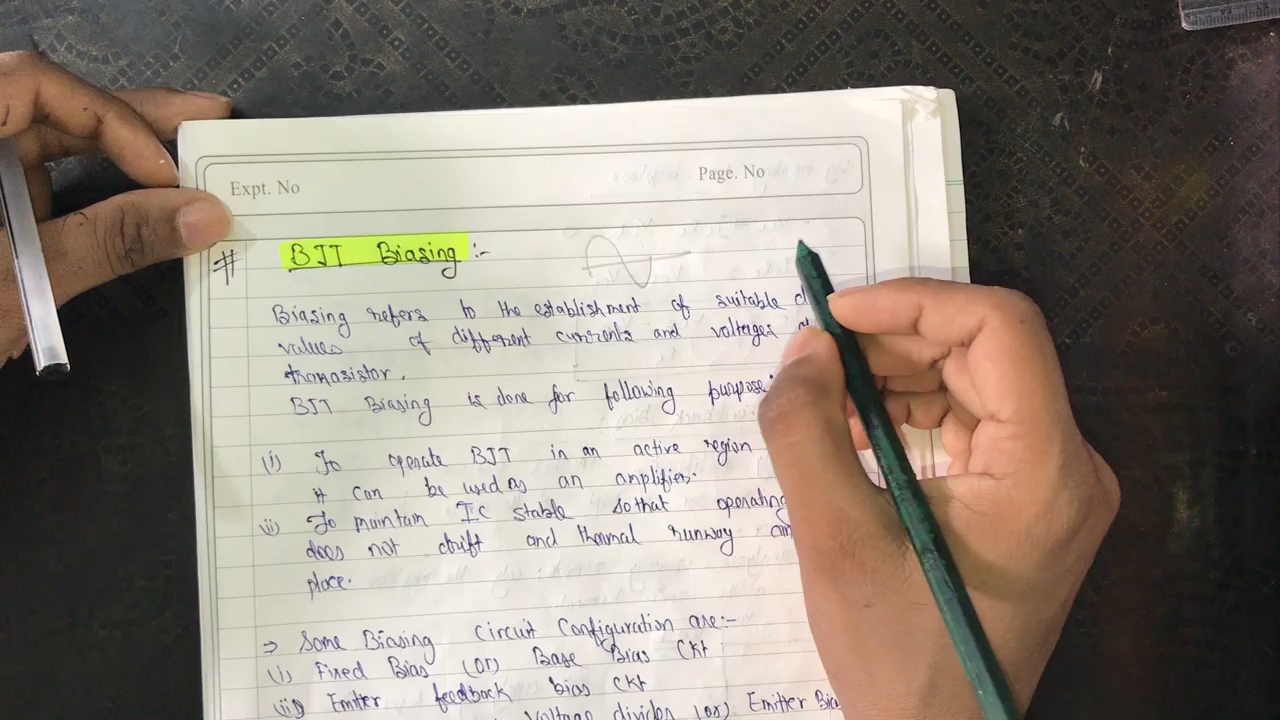 Expt. No
Page. No
# BJT Biasing :-
Biasing refers to the establishment of suitable
values of different currents and voltages
transistor.
BJT Biasing is done for following purpose
(i) To operate BJT in an active region
it can be used as an amplifier.
(ii) To maintain IC stable so that operating
does not drift and thermal runway
place.
⇒ Some Biasing circuit Configuration are:-
(i) Fixed Bias (or) Base Bias Ckt
(ii) Emitter feedback bias Ckt
voltage divider (or) Emitter Bias